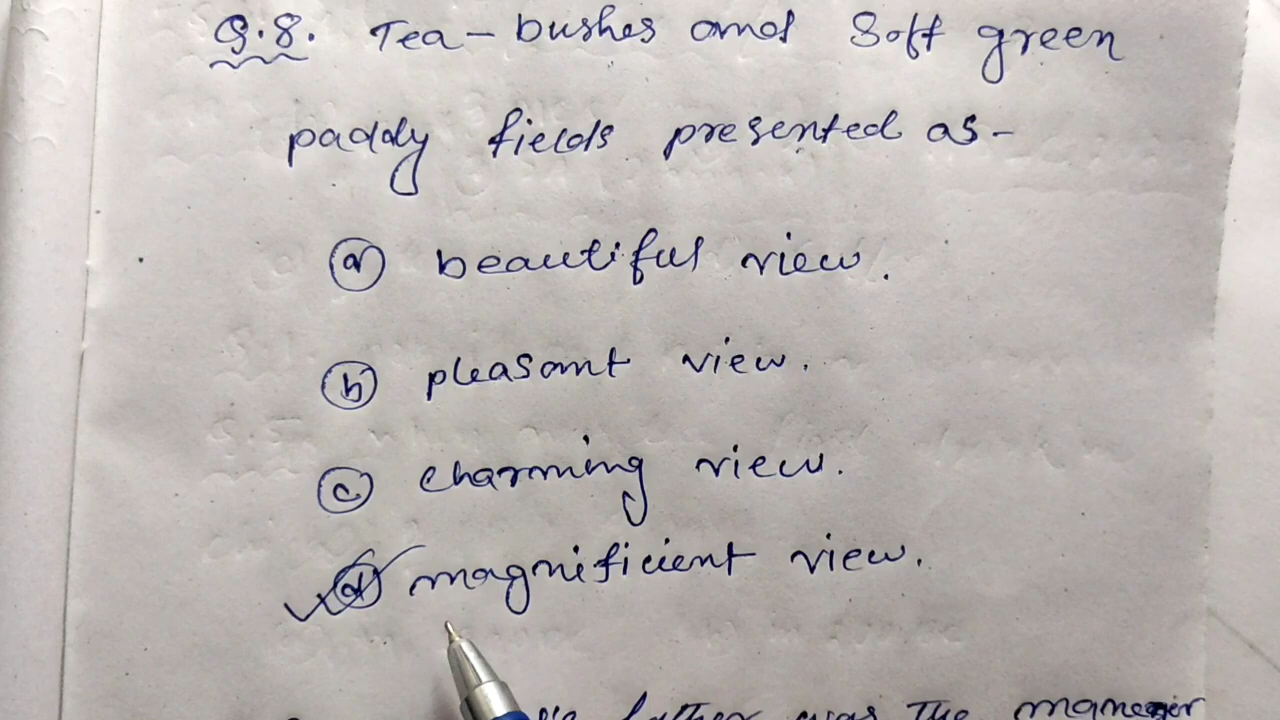 Q.8. Tea-bushes and Soft green
paddy fields presented as-
(a) beautiful view.
(b) pleasant view.
(c) charming view.
(d) magnificient view.
father was The manager